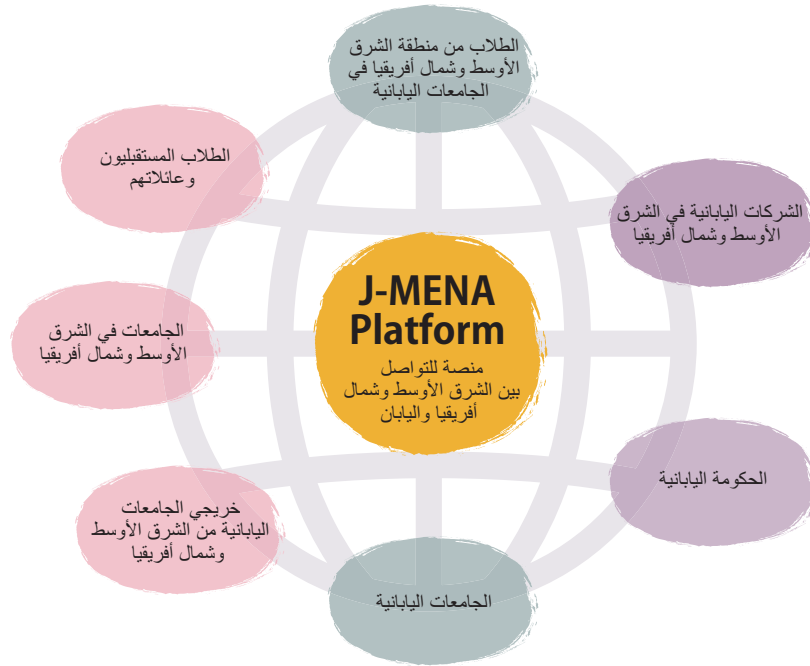 الطلاب من منطقة الشرق
الأوسط وشمال أفريقيا في
الجامعات اليابانية
الطلاب المستقبليون
وعائلاتهم
الشركات اليابانية في الشرق
الأوسط وشمال أفريقيا
J-MENA
Platform
منصة للتواصل
بين الشرق الأوسط وشمال
أفريقيا واليابان
الجامعات في الشرق
الأوسط وشمال أفريقيا
الحكومة اليابانية
خريجي الجامعات
اليابانية من الشرق الأوسط
وشمال أفريقيا
الجامعات اليابانية